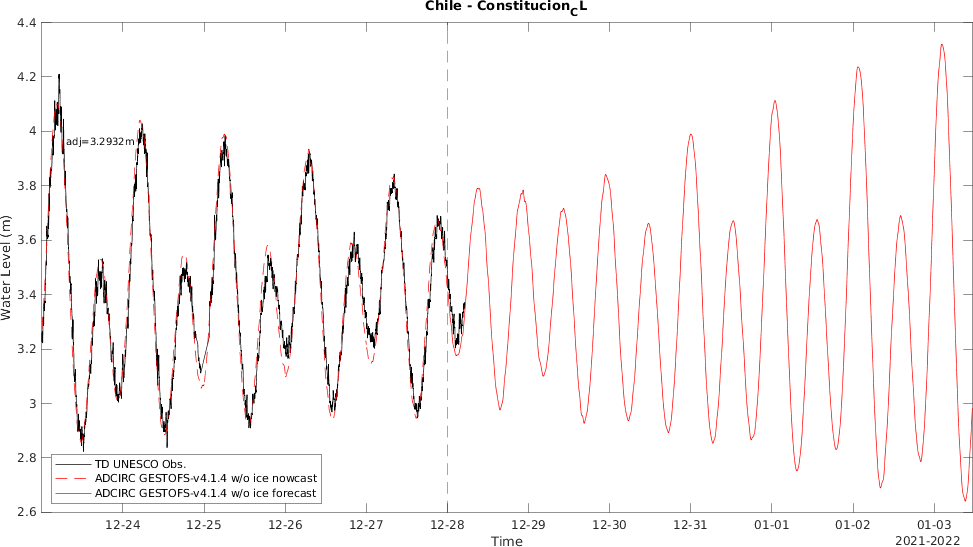 Chile - Constitucion_CL
4.4
4.2
4
3.8
3.6
3.4
3.2
3
2.8
2.6
Water Level (m)
adj=3.2932m
TD UNESCO Obs.
ADCIRC GESTOFS-v4.1.4 w/o ice nowcast
ADCIRC GESTOFS-v4.1.4 w/o ice forecast
12-24 12-25 12-26 12-27 12-28 12-29 12-30 12-31 01-01 01-02 01-03
Time
2021-2022